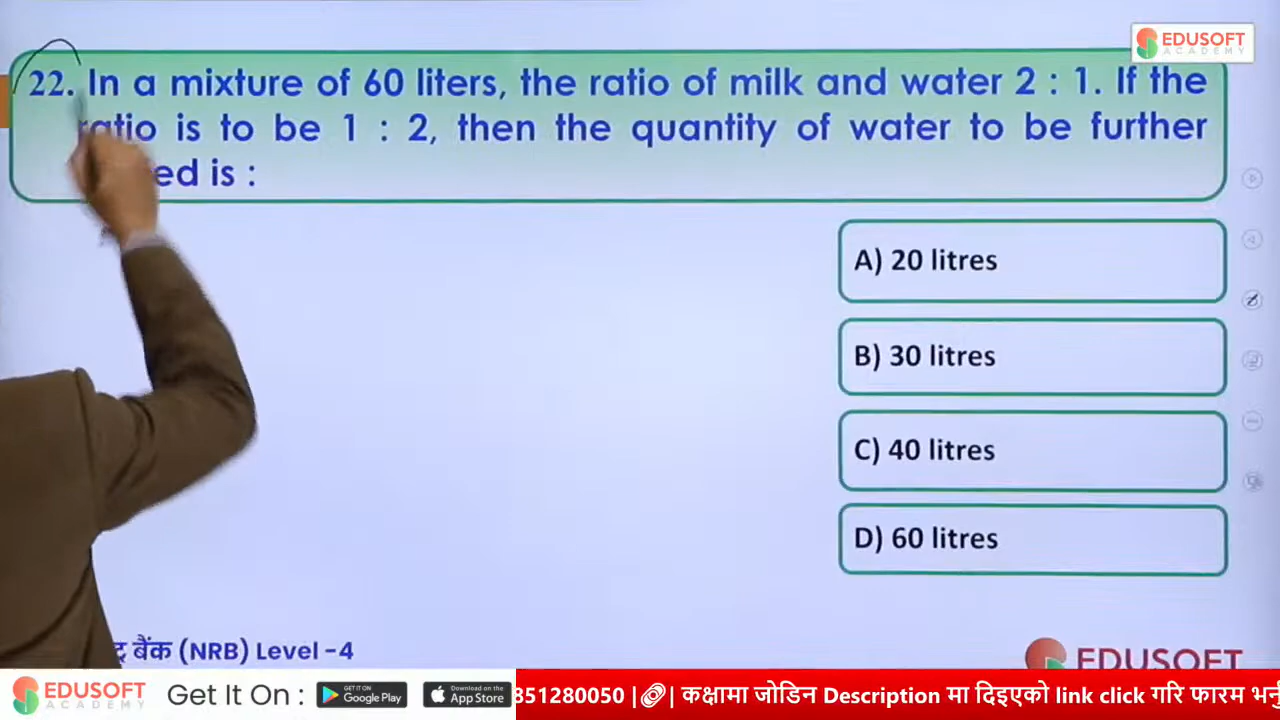 EDUSOFT
ACADEMY
22. In a mixture of 60 liters, the ratio of milk and water 2 : 1. If the
ratio is to be 1 : 2, then the quantity of water to be further
is :
A) 20 litres
B) 30 litres
C) 40 litres
D) 60 litres
बैंक (NRB) Level -4
EDUSOFT
EDUSOFT
ACADEMY
Get It On :
GET IT ON
Google Play
Download on the
App Store
351280050 | | कक्षामा जोडिन Description मा दिइएको link click गरि फारम